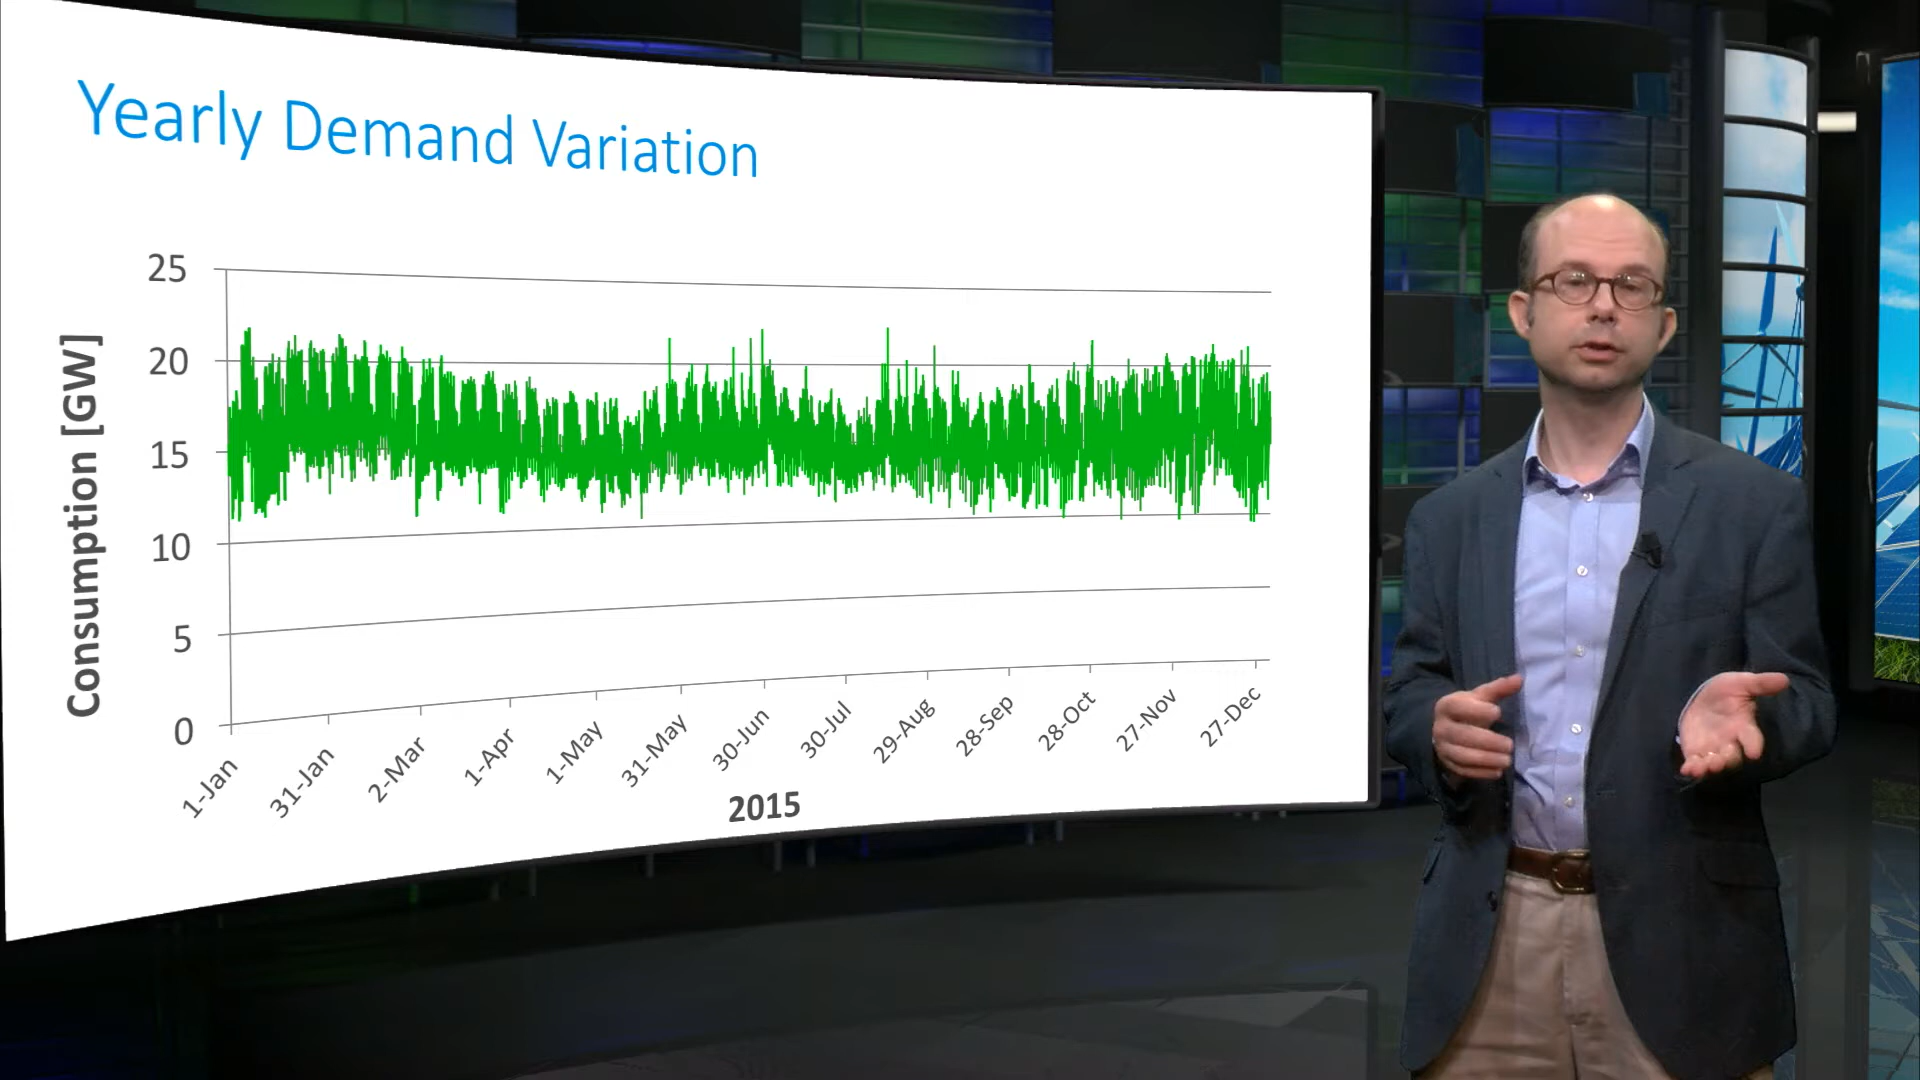 Yearly Demand Variation
Consumption [GW]
25
20
15
10
5
0
1-Jan
31-Jan
2-Mar
1-Apr
1-May
31-May
30-Jun
30-Jul
29-Aug
28-Sep
28-Oct
27-Nov
27-Dec
2015